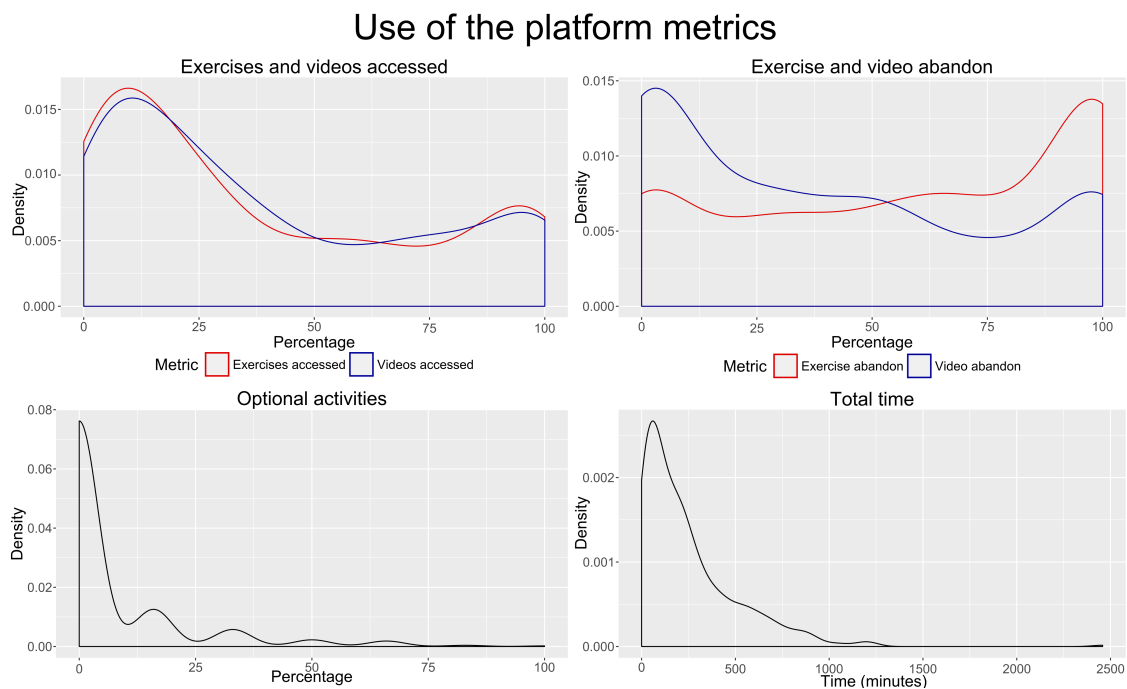 Use of the platform metrics
Exercises and videos accessed
0.015
0.010
0.005
0.000
Density
0 25 50 75 100
Percentage
Metric Exercises accessed Videos accessed
Exercise and video abandon
0.015
0.010
0.005
0.000
Density
0 25 50 75 100
Percentage
Metric Exercise abandon Video abandon
Optional activities
0.08
0.06
0.04
0.02
0.00
Density
0 25 50 75 100
Percentage
Total time
0.002
0.001
0.000
Density
0 500 1000 1500 2000 2500
Time (minutes)